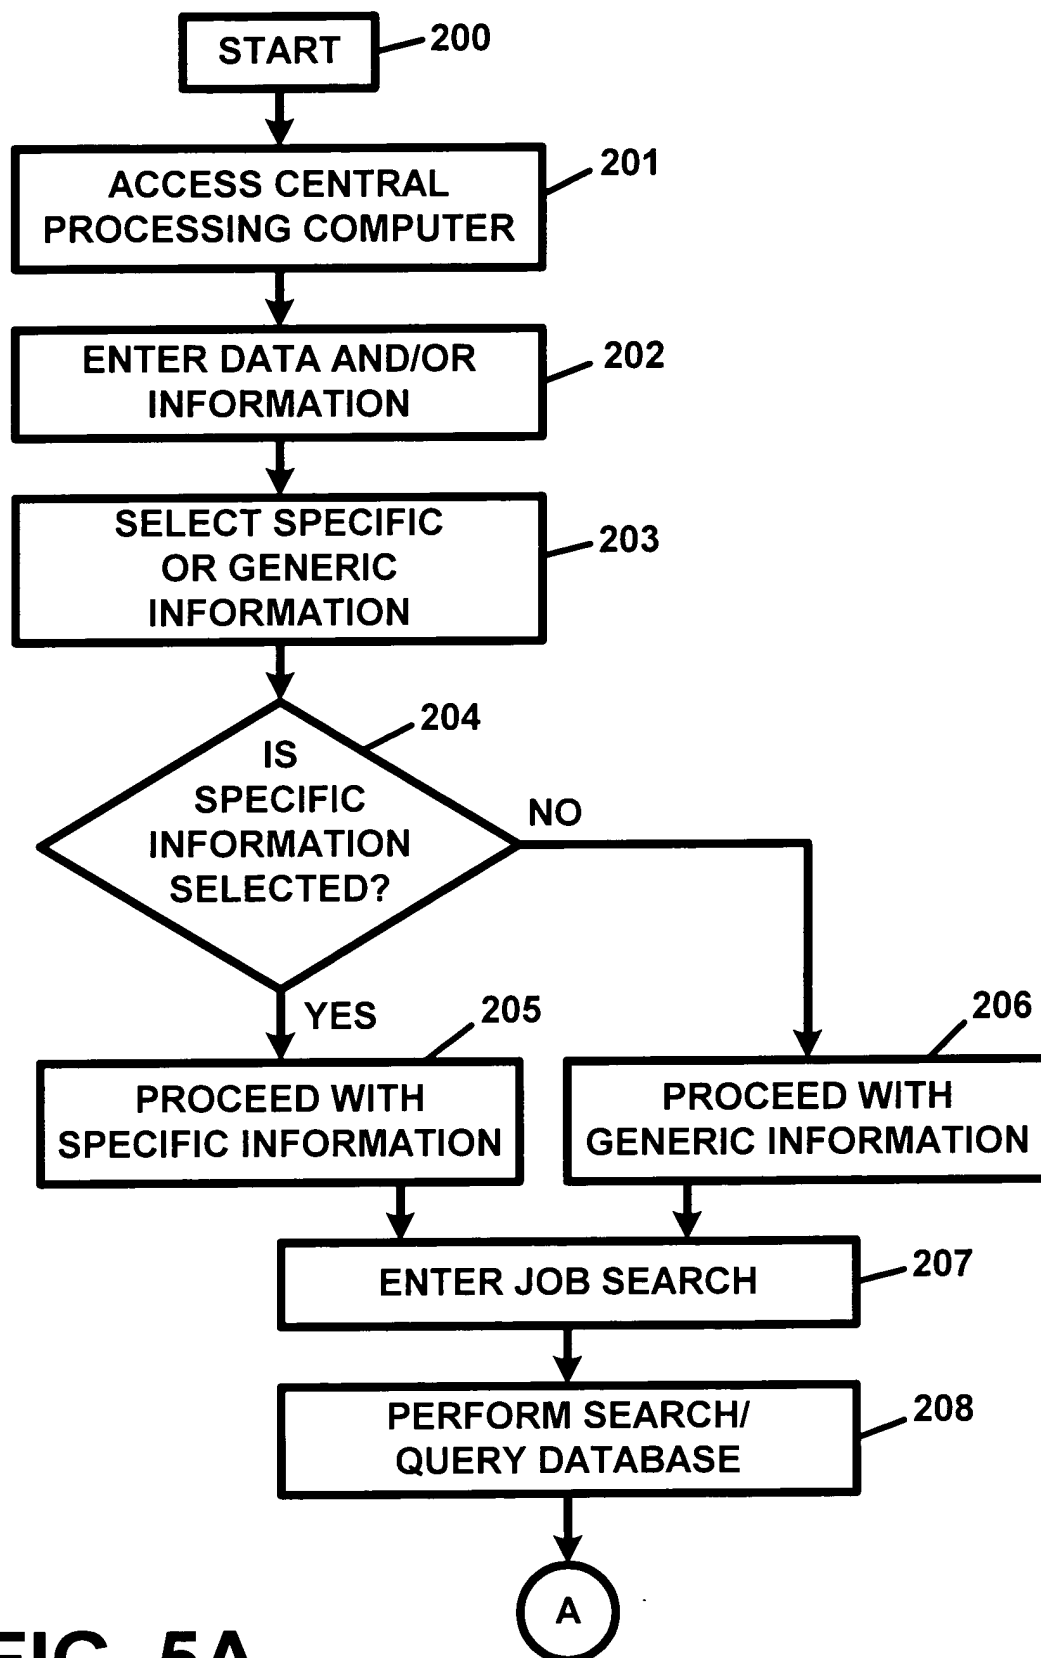 START
200
ACCESS CENTRAL
PROCESSING COMPUTER
201
ENTER DATA AND/OR
INFORMATION
202
SELECT SPECIFIC
OR GENERIC
INFORMATION
203
IS
SPECIFIC
INFORMATION
SELECTED?
204
NO
YES
205
206
PROCEED WITH
SPECIFIC INFORMATION
PROCEED WITH
GENERIC INFORMATION
ENTER JOB SEARCH
207
PERFORM SEARCH/
QUERY DATABASE
208
A
FIG. 5A